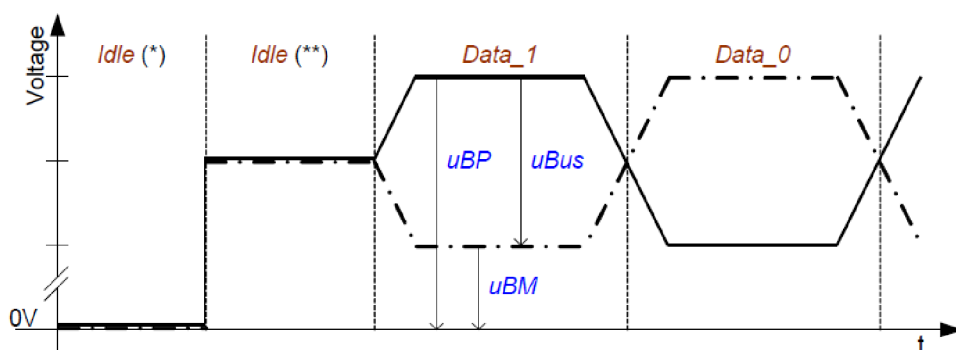 Voltage
Idle (*)
Idle (**)
Data_1
Data_0
uBP
uBus
uBM
0V
t